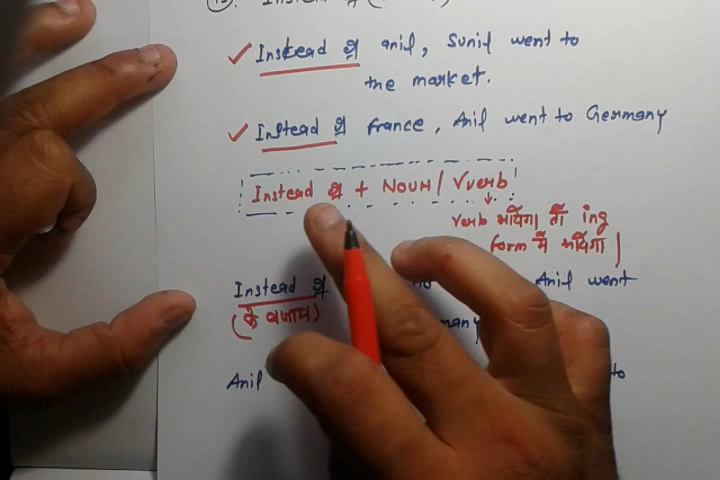 Instead of anil, Sunil went to
the market.
Instead of France, Anil went to Germany
Instead of + Noun / Verb
verb आयेगा तो ing
form में आयेगा |
Instead of Anil went
(के बजाय)
Anil to